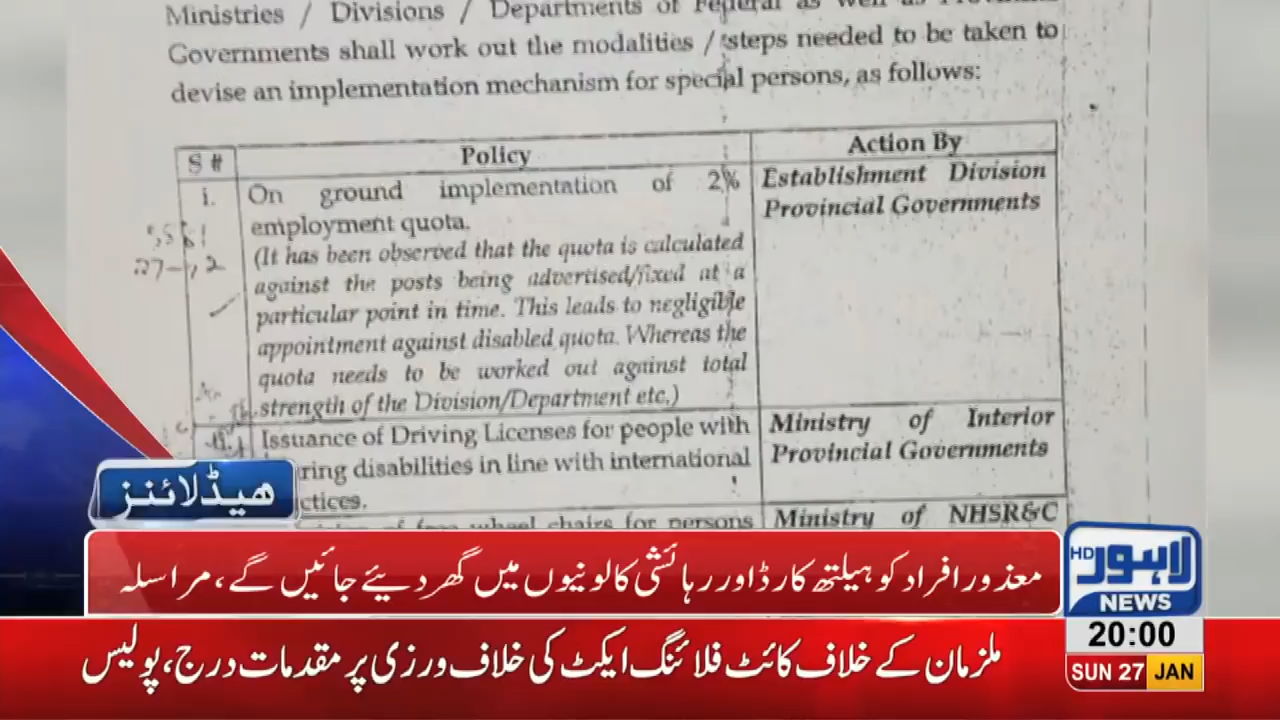 Ministries / Divisions / Departments of Federal as well as
Governments shall work out the modalities / steps needed to be taken to
devise an implementation mechanism for special persons, as follows:
S # Policy Action By
i. On ground implementation of 2% employment quota.
(It has been observed that the quota is calculated
against the posts being advertised/fixed at a
particular point in time. This leads to negligible
appointment against disabled quota. Whereas the
quota needs to be worked out against total
strength of the Division/Department etc.)
Establishment Division
Provincial Governments
Issuance of Driving Licenses for people with
ring disabilities in line with international
ctices.
Ministry of Interior
Provincial Governments
wheel chairs for persons
Ministry of NHSR&C
ہیڈلائنز
معذور افراد کو ہیلتھ کارڈ اور رہائشی کالونیوں میں گھر دیئے جائیں گے، مراسلہ
HD لاہور
NEWS
20:00
SUN 27 JAN
ملزمان کے خلاف کائٹ فلائنگ ایکٹ کی خلاف ورزی پر مقدمات درج، پولیس